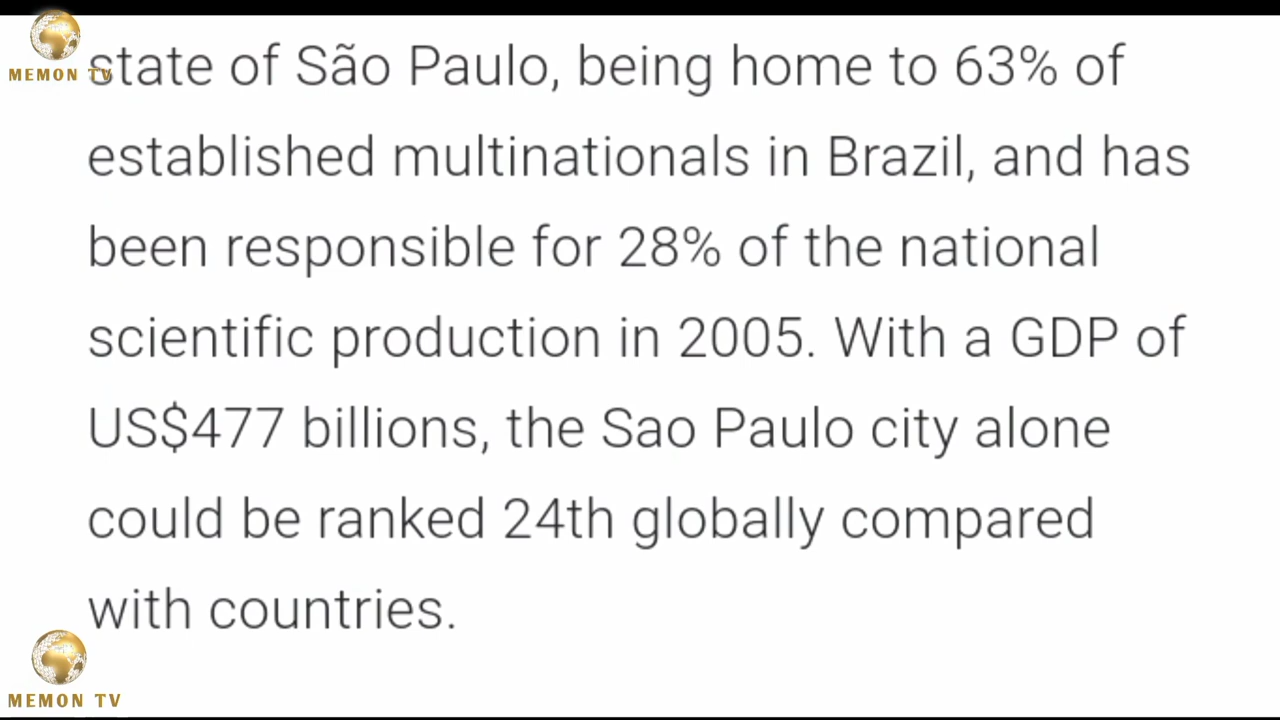 MEMON TV
state of São Paulo, being home to 63% of
established multinationals in Brazil, and has
been responsible for 28% of the national
scientific production in 2005. With a GDP of
US$477 billions, the Sao Paulo city alone
could be ranked 24th globally compared
with countries.
MEMON TV